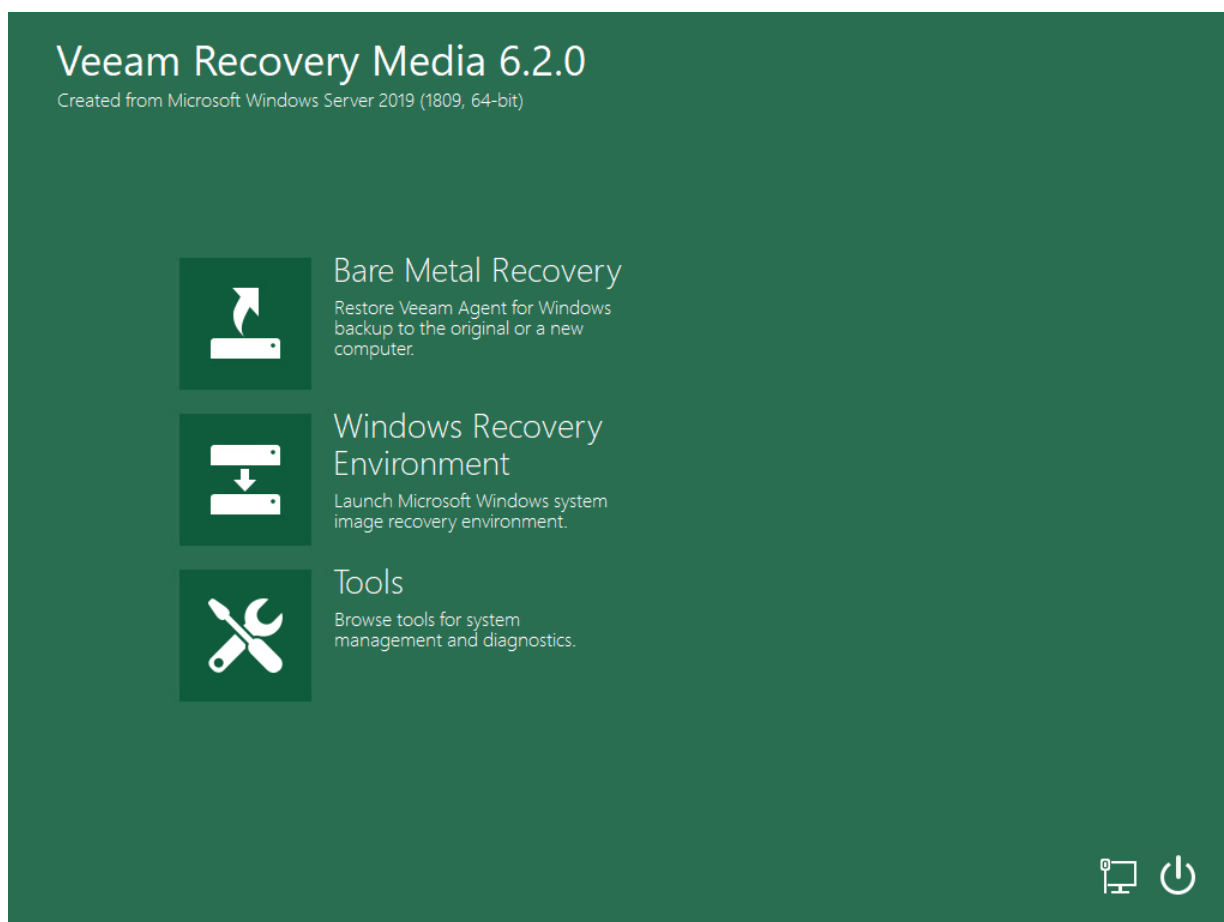 Veeam Recovery Media 6.2.0
Created from Microsoft Windows Server 2019 (1809, 64-bit)
Bare Metal Recovery
Restore Veeam Agent for Windows
backup to the original or a new
computer.
Windows Recovery
Environment
Launch Microsoft Windows system
image recovery environment.
Tools
Browse tools for system
management and diagnostics.